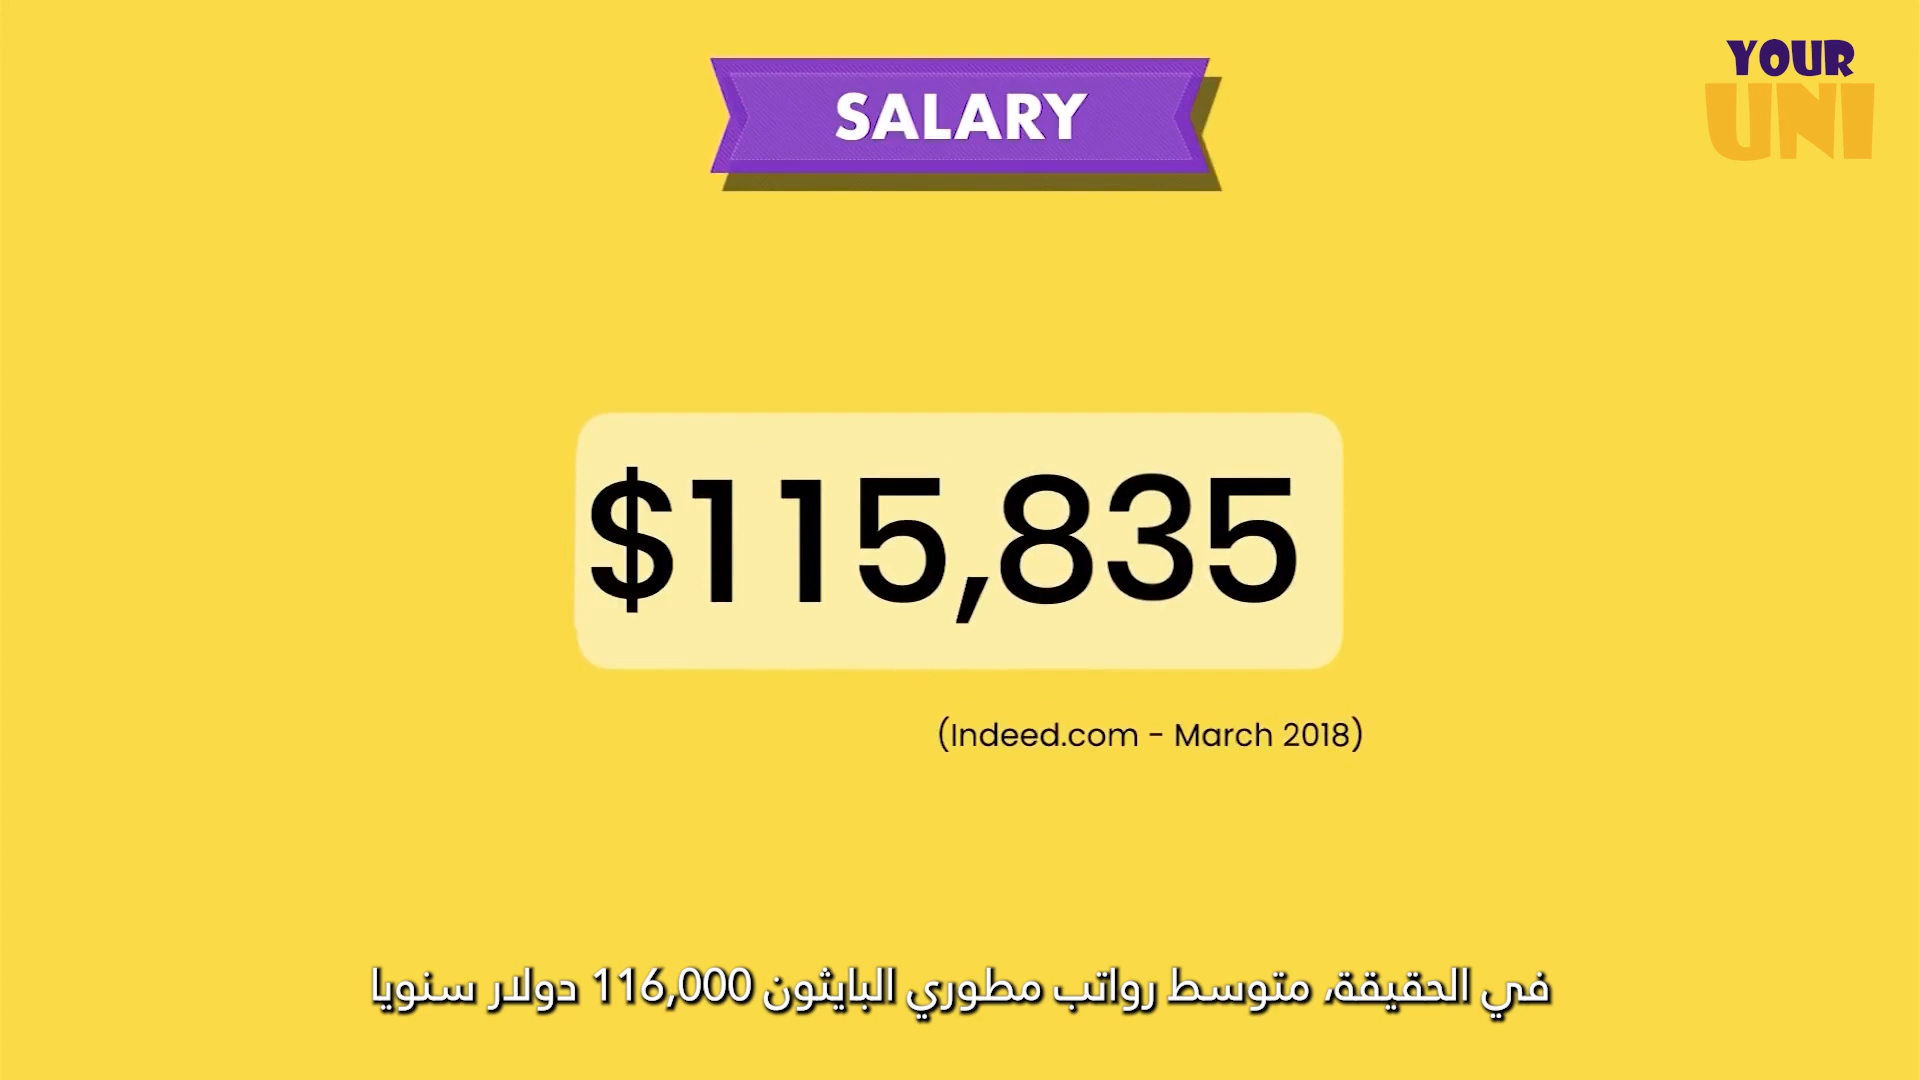 SALARY
YOUR
UNI
$115,835
(Indeed.com - March 2018)
في الحقيقة، متوسط رواتب مطوري البايثون 116,000 دولار سنويا